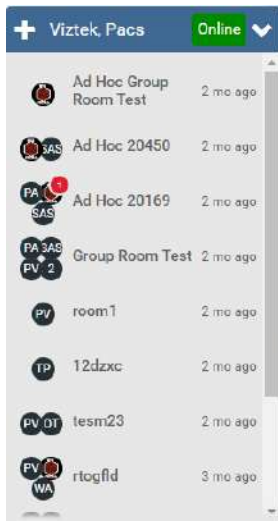 Viztek, Pacs Online
Ad Hoc Group
Room Test 2 mo ago
SAS Ad Hoc 20450 2 mo ago
PA 1
SAS Ad Hoc 20169 2 mo ago
PA SAS
PV 2 Group Room Test 2 mo ago
PV room1 2 mo ago
TP 12dzxc 2 mo ago
PV DT tesm23 2 mo ago
PV
WA rtogfld 3 mo ago